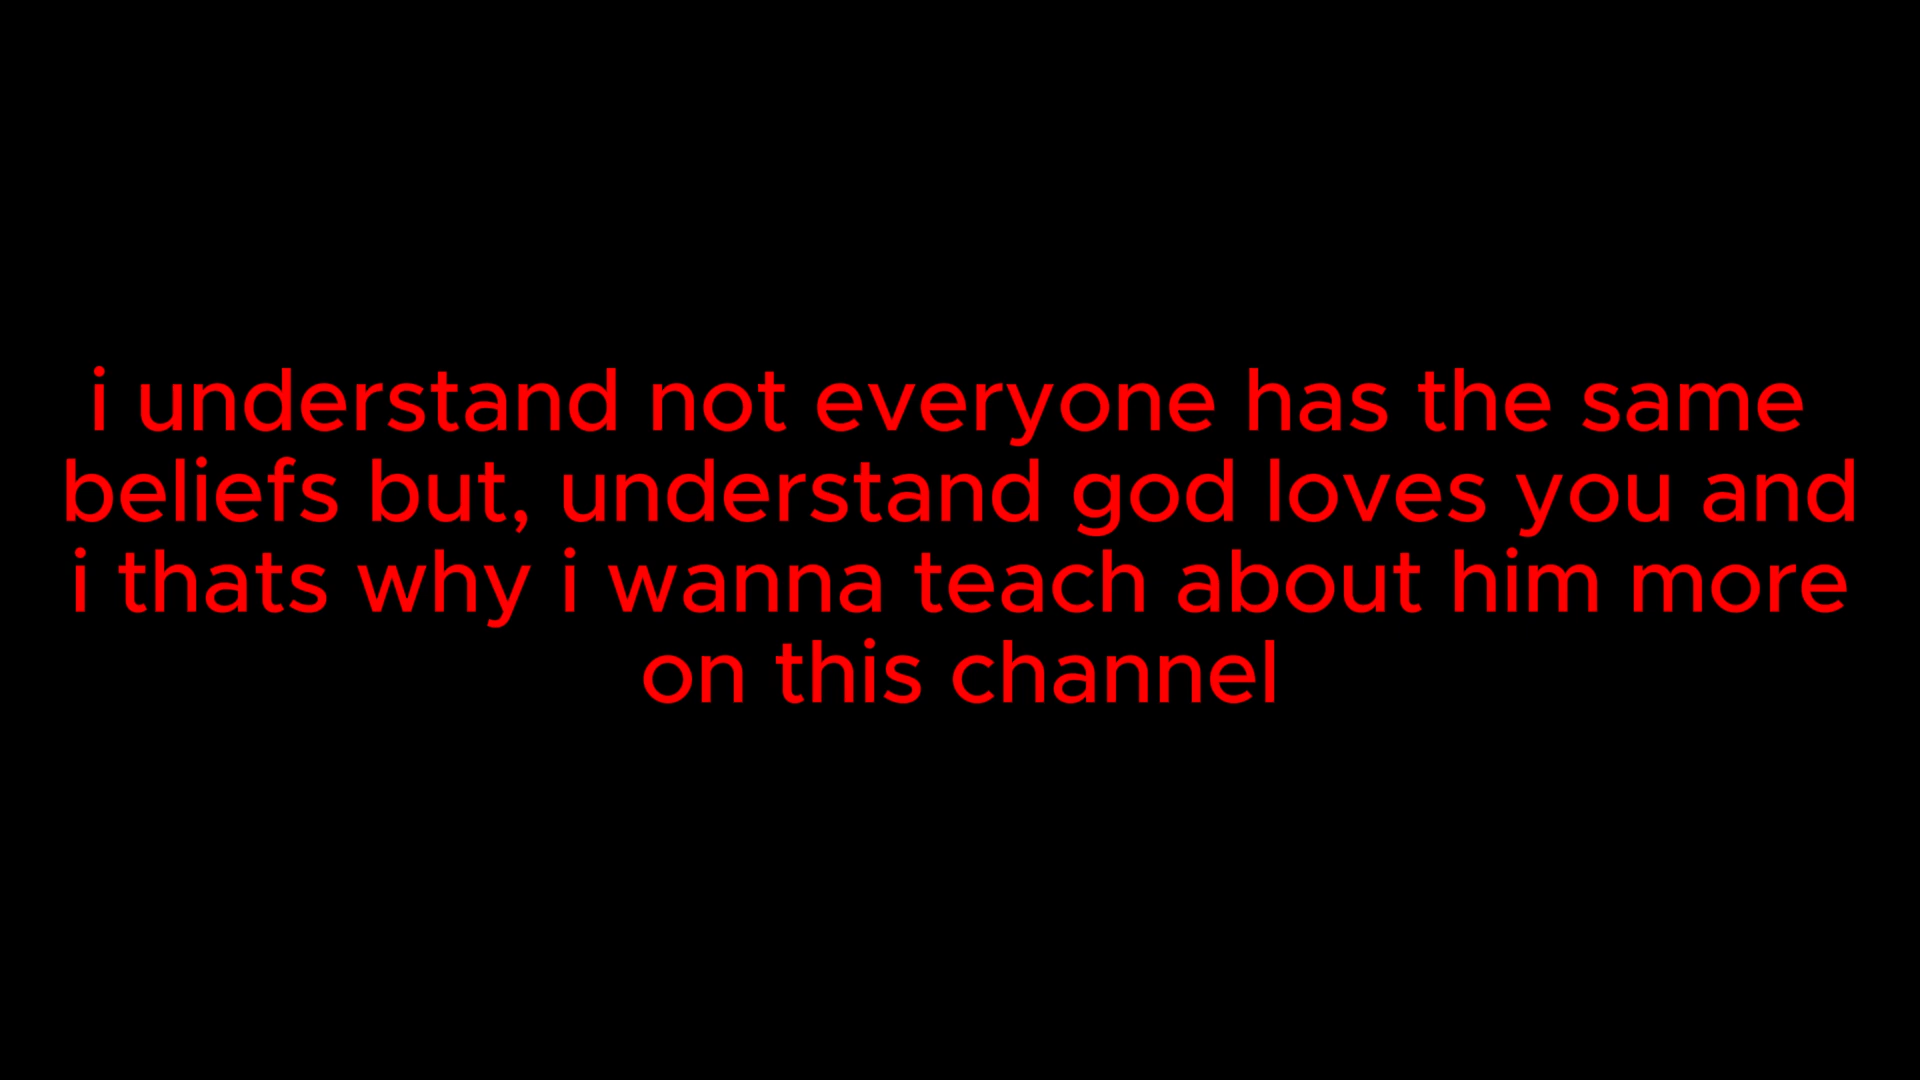 i understand not everyone has the same
beliefs but, understand god loves you and
i thats why i wanna teach about him more
on this channel